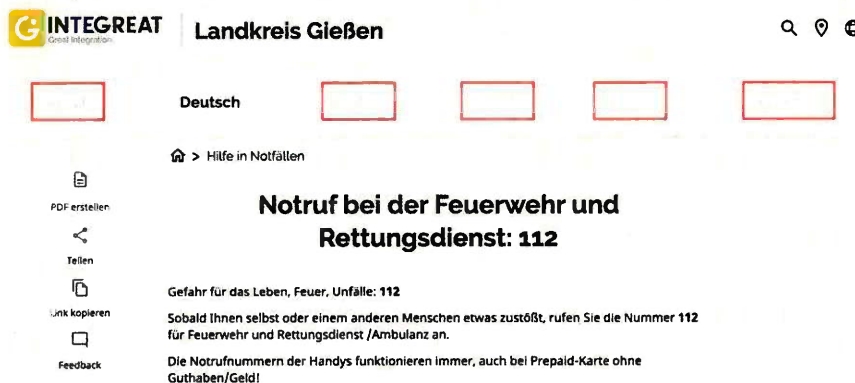 INTEGREAT
Great Integration
Landkreis Gießen
Deutsch
> Hilfe in Notfällen
PDF erstellen
Notruf bei der Feuerwehr und
Rettungsdienst: 112
Teilen
Gefahr für das Leben, Feuer, Unfälle: 112
Link kopieren
Sobald Ihnen selbst oder einem anderen Menschen etwas zustößt, rufen Sie die Nummer 112
für Feuerwehr und Rettungsdienst /Ambulanz an.
Feedback
Die Notrufnummern der Handys funktionieren immer, auch bei Prepaid-Karte ohne
Guthaben/Geld!